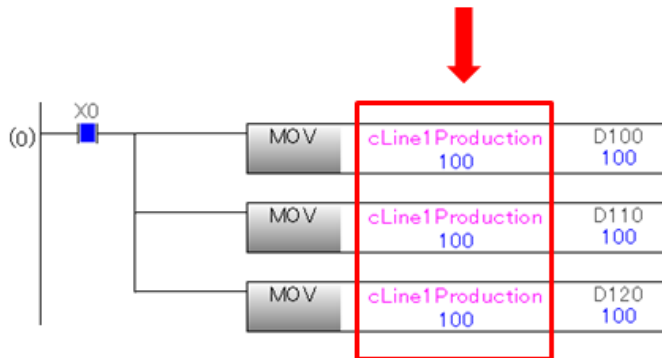 X0
(0)
MOV cLine1Production D100
100 100
MOV cLine1Production D110
100 100
MOV cLine1Production D120
100 100